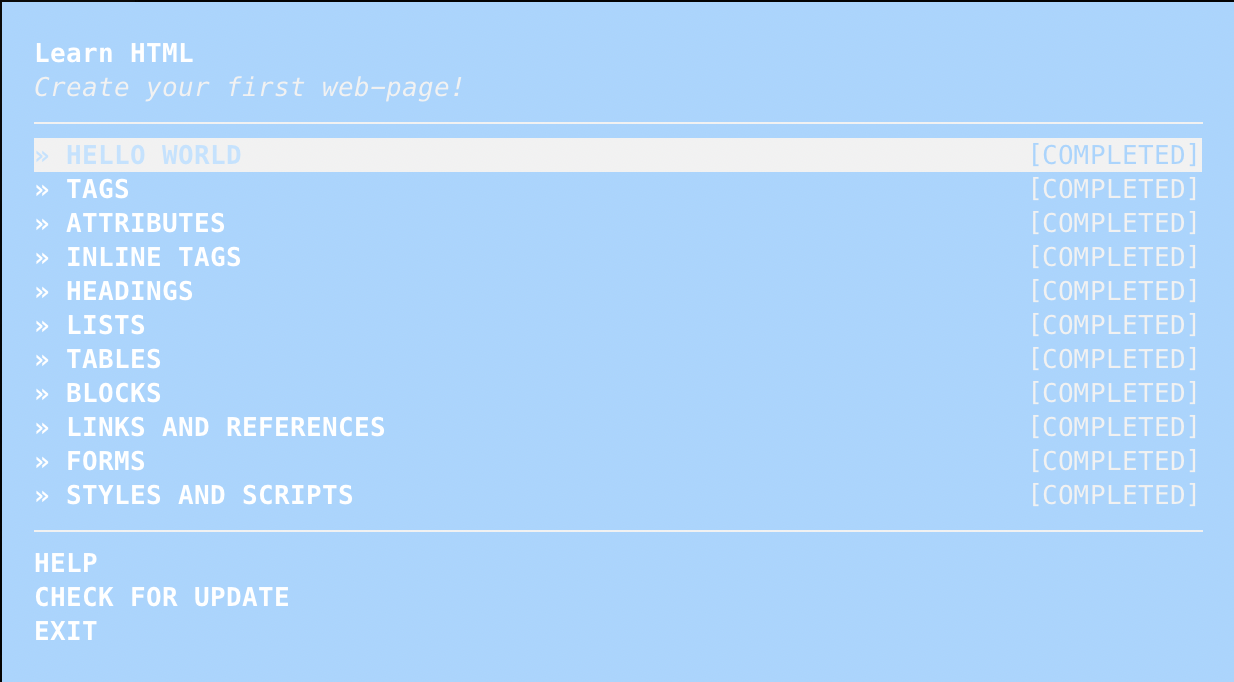 Learn HTML
Create your first web-page!
» HELLO WORLD [COMPLETED]
» TAGS [COMPLETED]
» ATTRIBUTES [COMPLETED]
» INLINE TAGS [COMPLETED]
» HEADINGS [COMPLETED]
» LISTS [COMPLETED]
» TABLES [COMPLETED]
» BLOCKS [COMPLETED]
» LINKS AND REFERENCES [COMPLETED]
» FORMS [COMPLETED]
» STYLES AND SCRIPTS [COMPLETED]
HELP
CHECK FOR UPDATE
EXIT